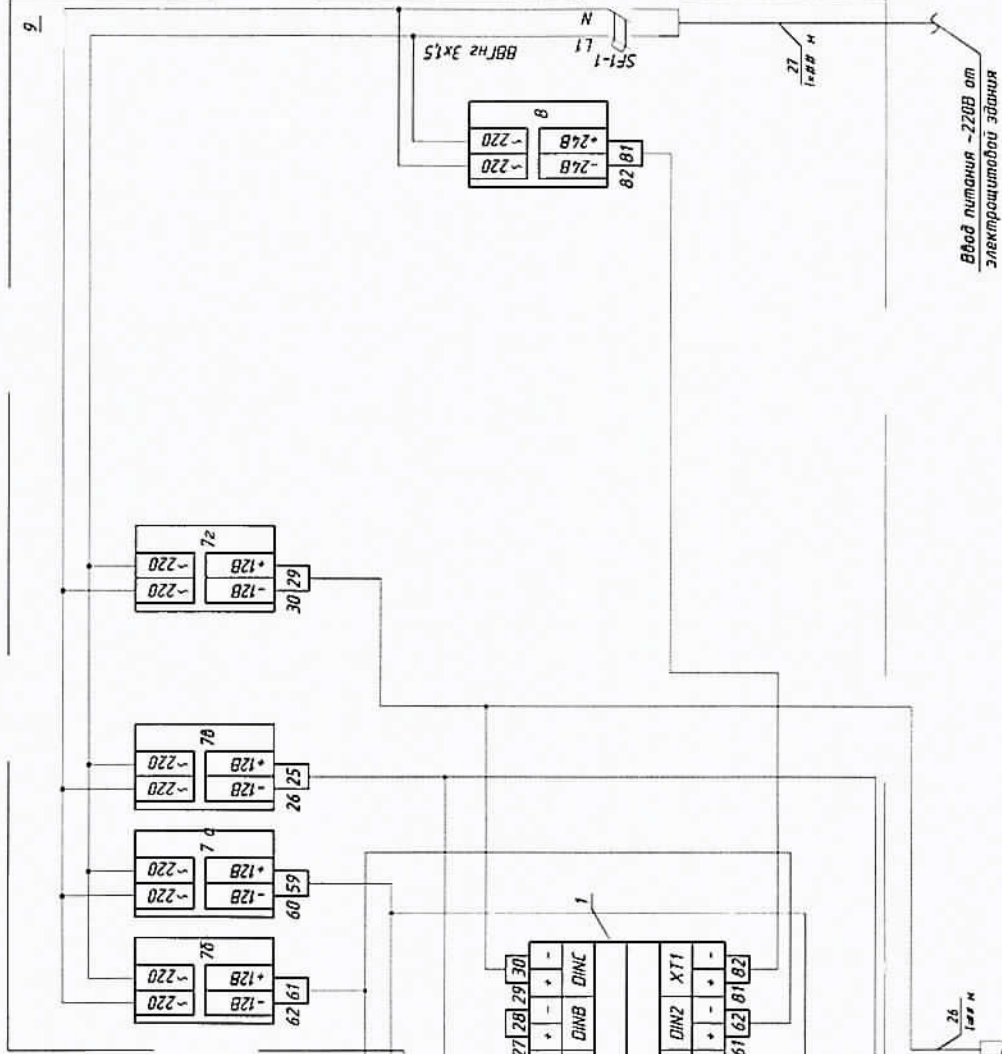 9
N
L1
SF1-1
ВВГнг 3х1,5
27
Ввод питания ~220В от
электрощитовой здания
8
~220
~220
+24В
-24В
82 81
7г
~220
~220
+12В
-12В
30 29
7в
~220
~220
+12В
-12В
26 25
7а
~220
~220
+12В
-12В
60 59
7б
~220
~220
+12В
-12В
62 61
1
27 28 29 30
+ - + -
DINB DINC
DIN2 XT1
+ - + -
61 62 81 82
26